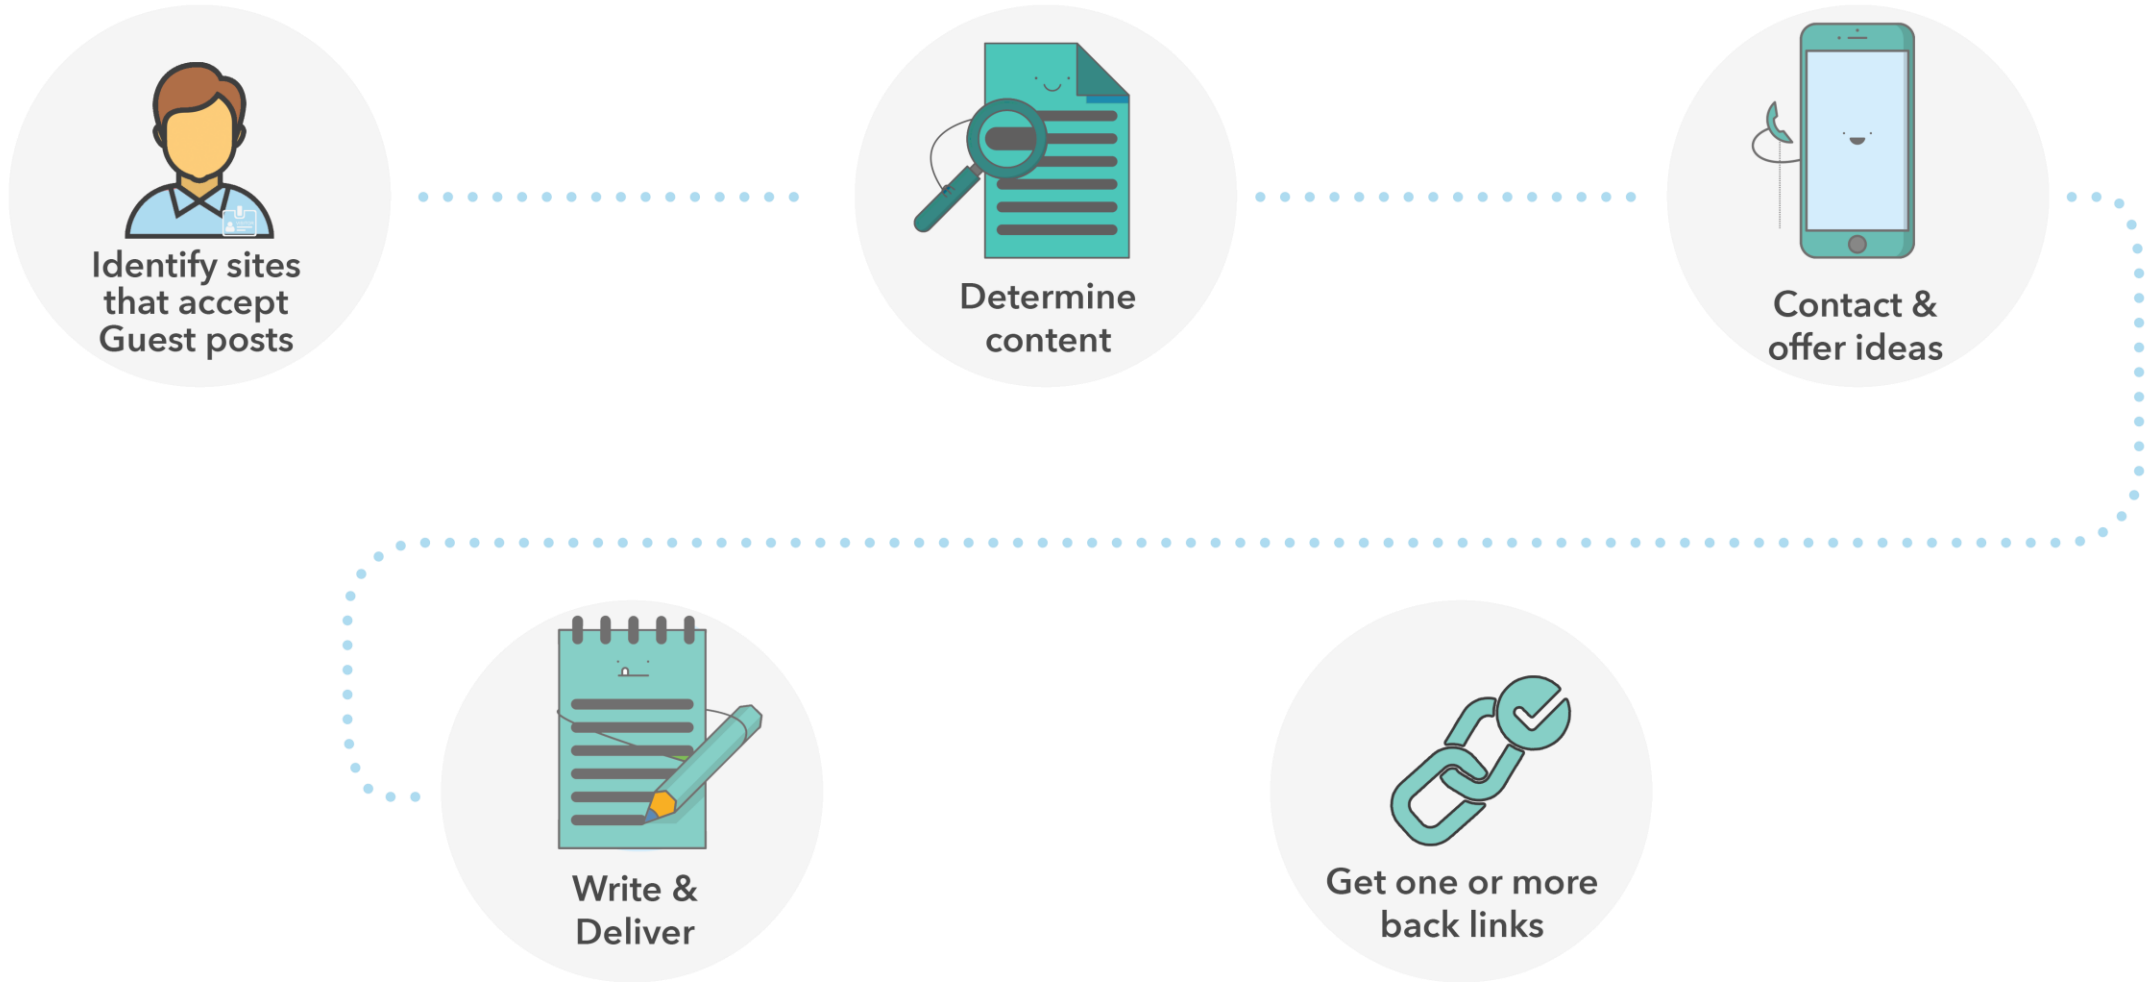 Identify sites
that accept
Guest posts
Determine
content
Contact &
offer ideas
Write &
Deliver
Get one or more
back links